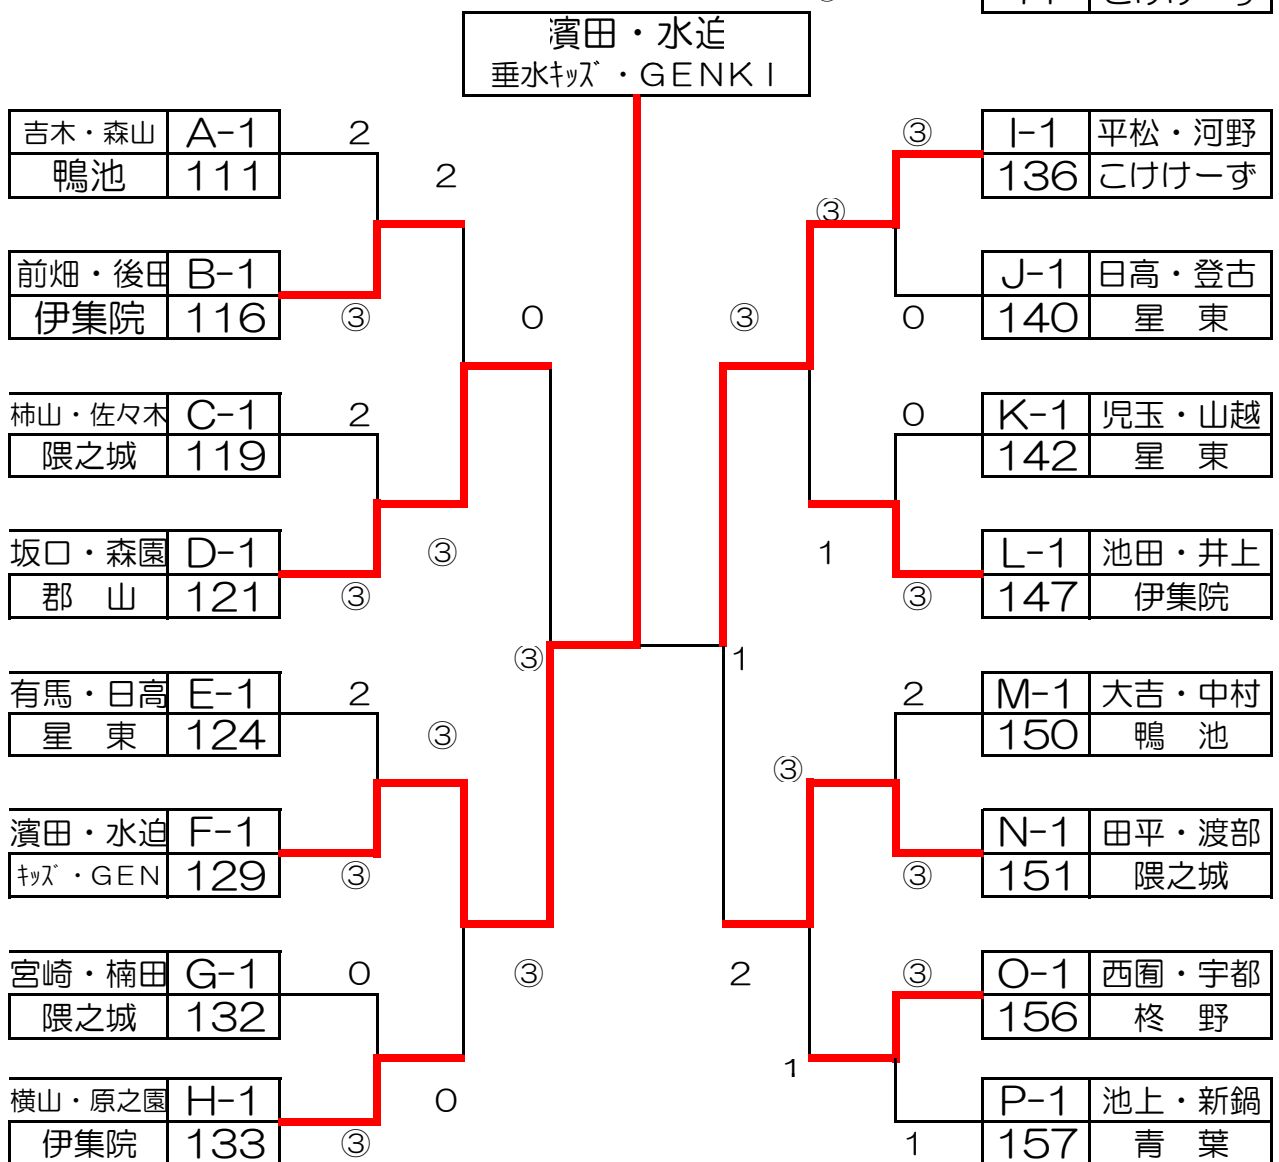 濱田・水迫
垂水ｷｯｽﾞ・GENKI
吉木・森山 A-1 2
鴨池 111
2
前畑・後田 B-1
伊集院 116 ③
0
柿山・佐々木 C-1 2
隈之城 119
坂口・森園 D-1 ③
郡 山 121 ③
③
有馬・日高 E-1 2
星 東 124 ③
濱田・水迫 F-1
ｷｯｽﾞ・GEN 129 ③
宮崎・楠田 G-1 0 ③
隈之城 132
横山・原之園 H-1 0
伊集院 133 ③
③ I-1 平松・河野
136 こけけーず
③
J-1 日高・登古
③ 0 140 星 東
0 K-1 児玉・山越
142 星 東
1 L-1 池田・井上
③ 147 伊集院
1
2 M-1 大吉・中村
150 鴨 池
③
N-1 田平・渡部
③ 151 隈之城
2 ③ O-1 西囿・宇都
156 柊 野
1
P-1 池上・新鍋
1 157 青 葉